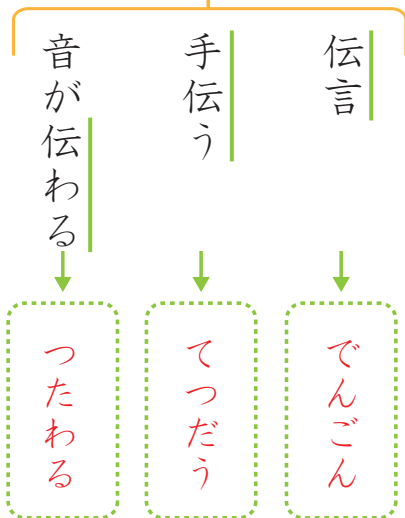 伝言
でんごん
手伝う
てつだう
音が伝わる
つたわる